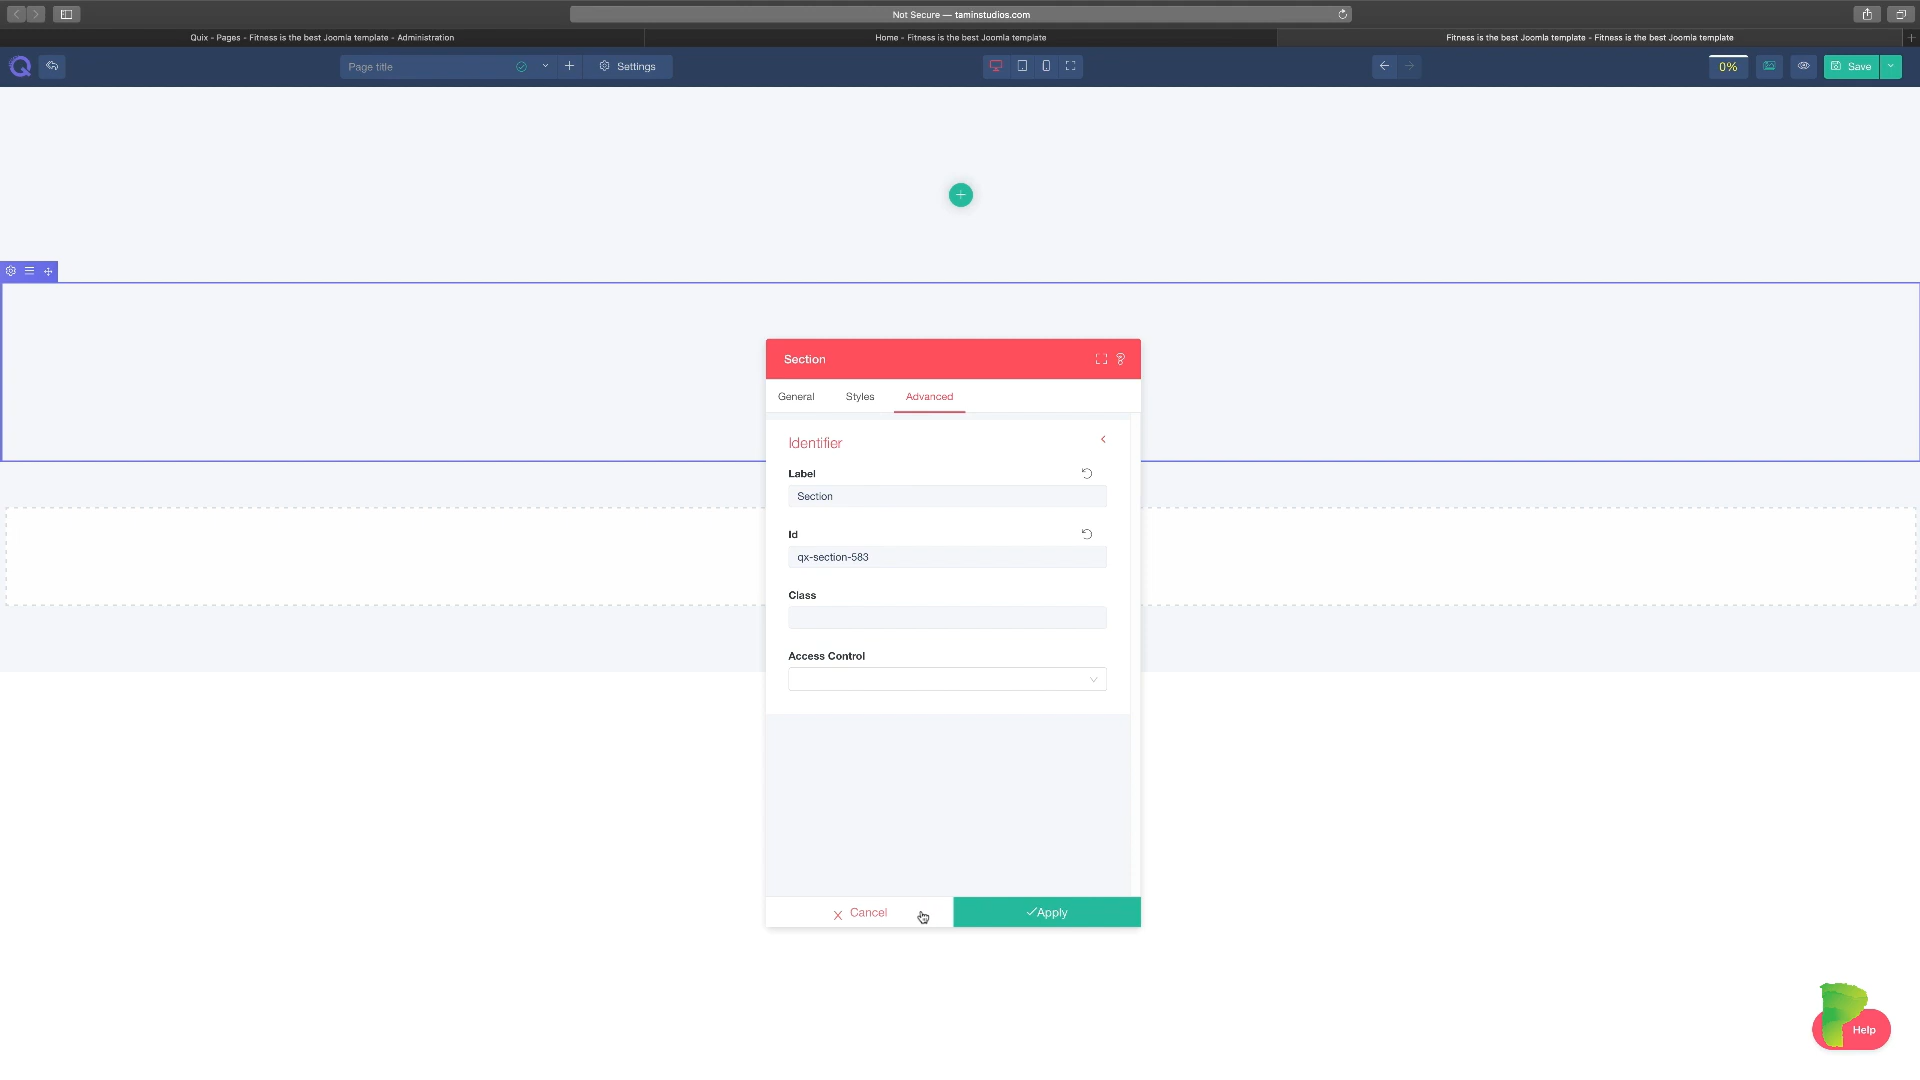 Not Secure — taminstudios.com
Quix - Pages - Fitness is the best Joomla template - Administration
Home - Fitness is the best Joomla template
Fitness is the best Joomla template - Fitness is the best Joomla template
Page title
Settings
0%
Save
Section
General
Styles
Advanced
Identifier
Label
Section
Id
qx-section-583
Class
Access Control
Cancel
Apply
Help